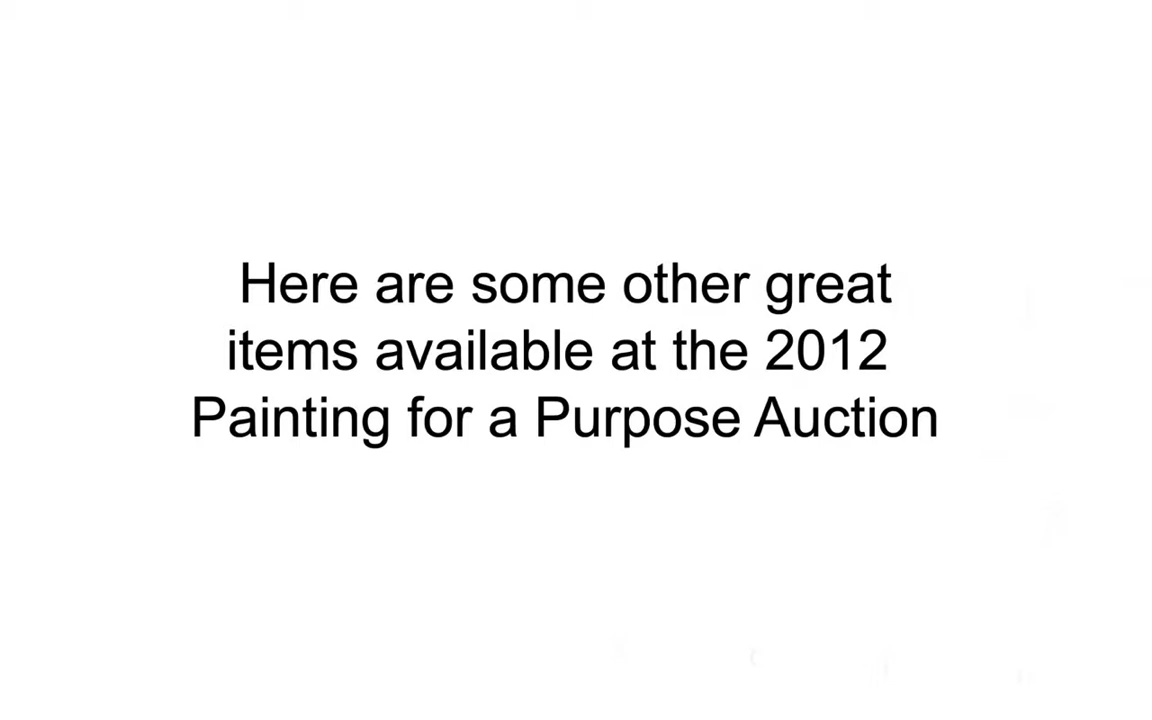 Here are some other great
items available at the 2012
Painting for a Purpose Auction